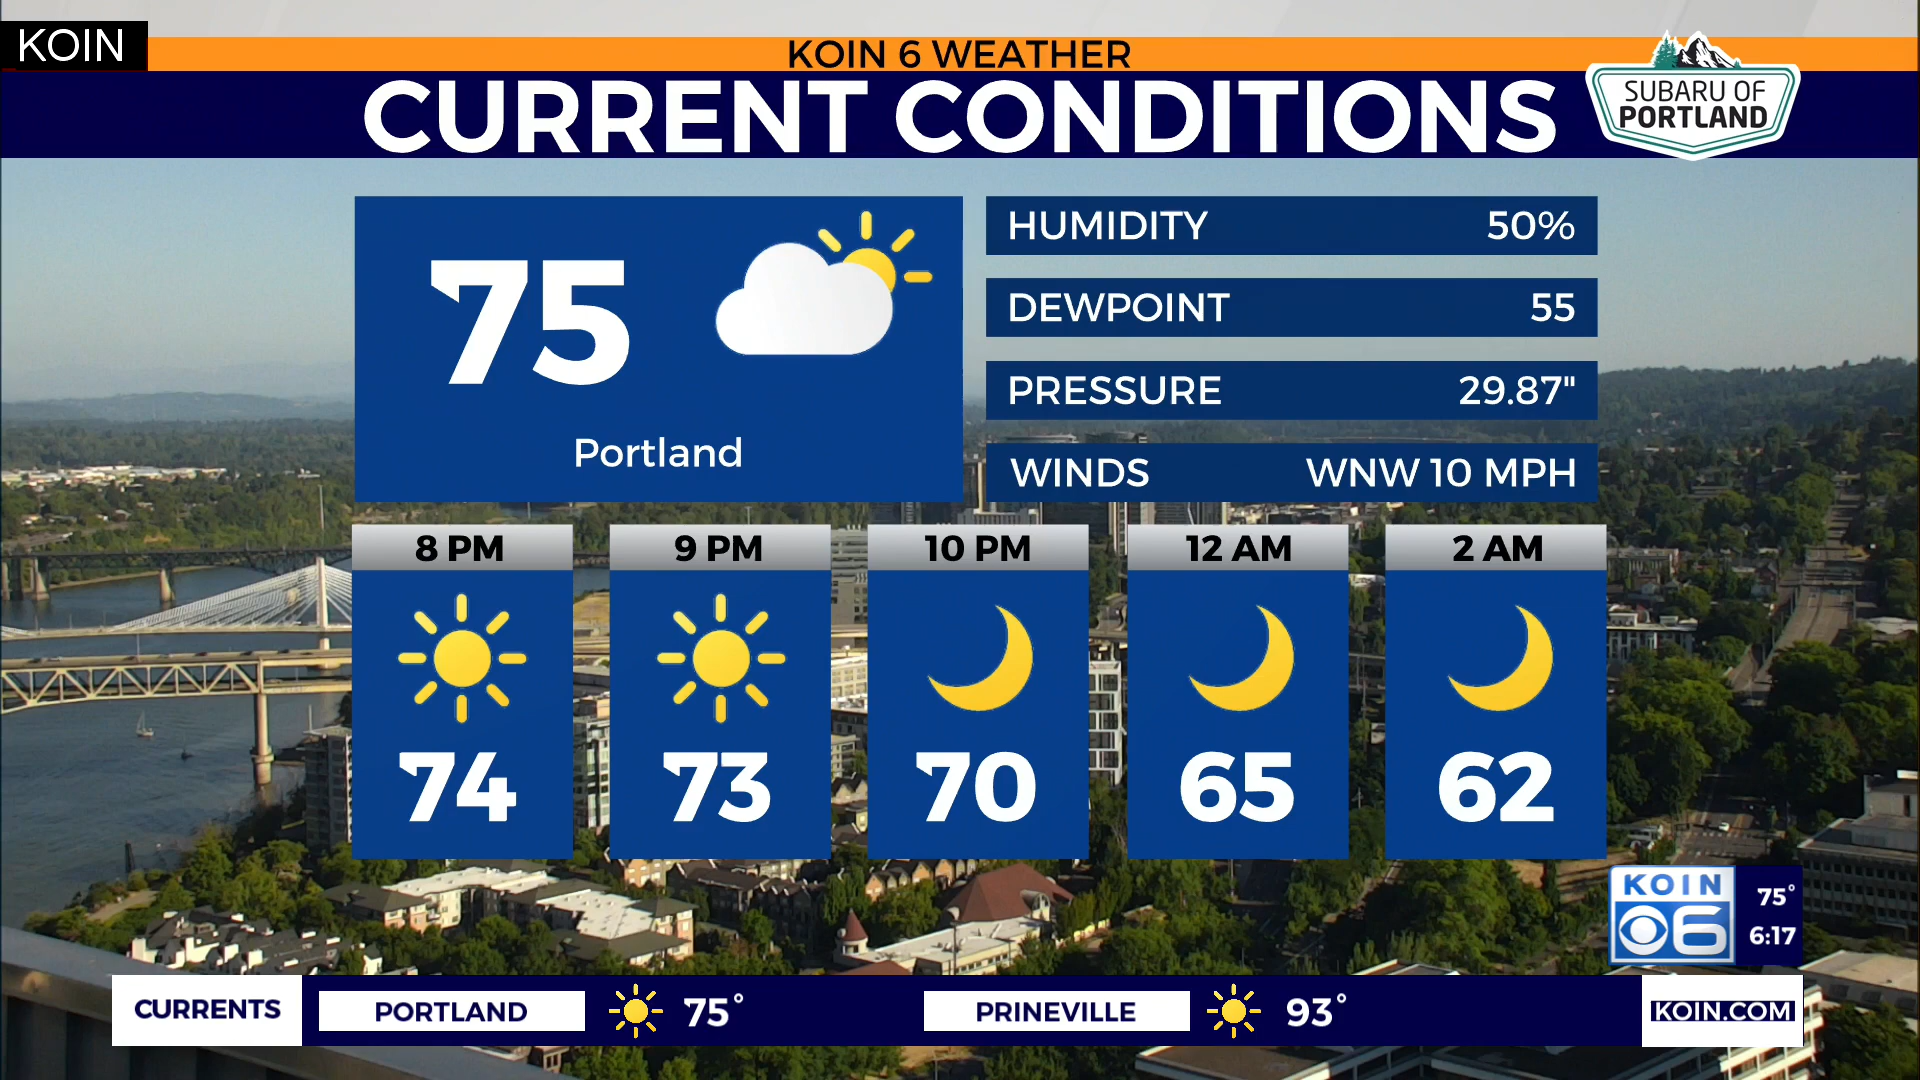 KOIN
KOIN 6 WEATHER
CURRENT CONDITIONS
SUBARU OF
PORTLAND
75
Portland
HUMIDITY 50%
DEWPOINT 55
PRESSURE 29.87"
WINDS WNW 10 MPH
8 PM 9 PM 10 PM 12 AM 2 AM
74 73 70 65 62
KOIN
6
75°
6:17
CURRENTS PORTLAND 75° PRINEVILLE 93° KOIN.COM